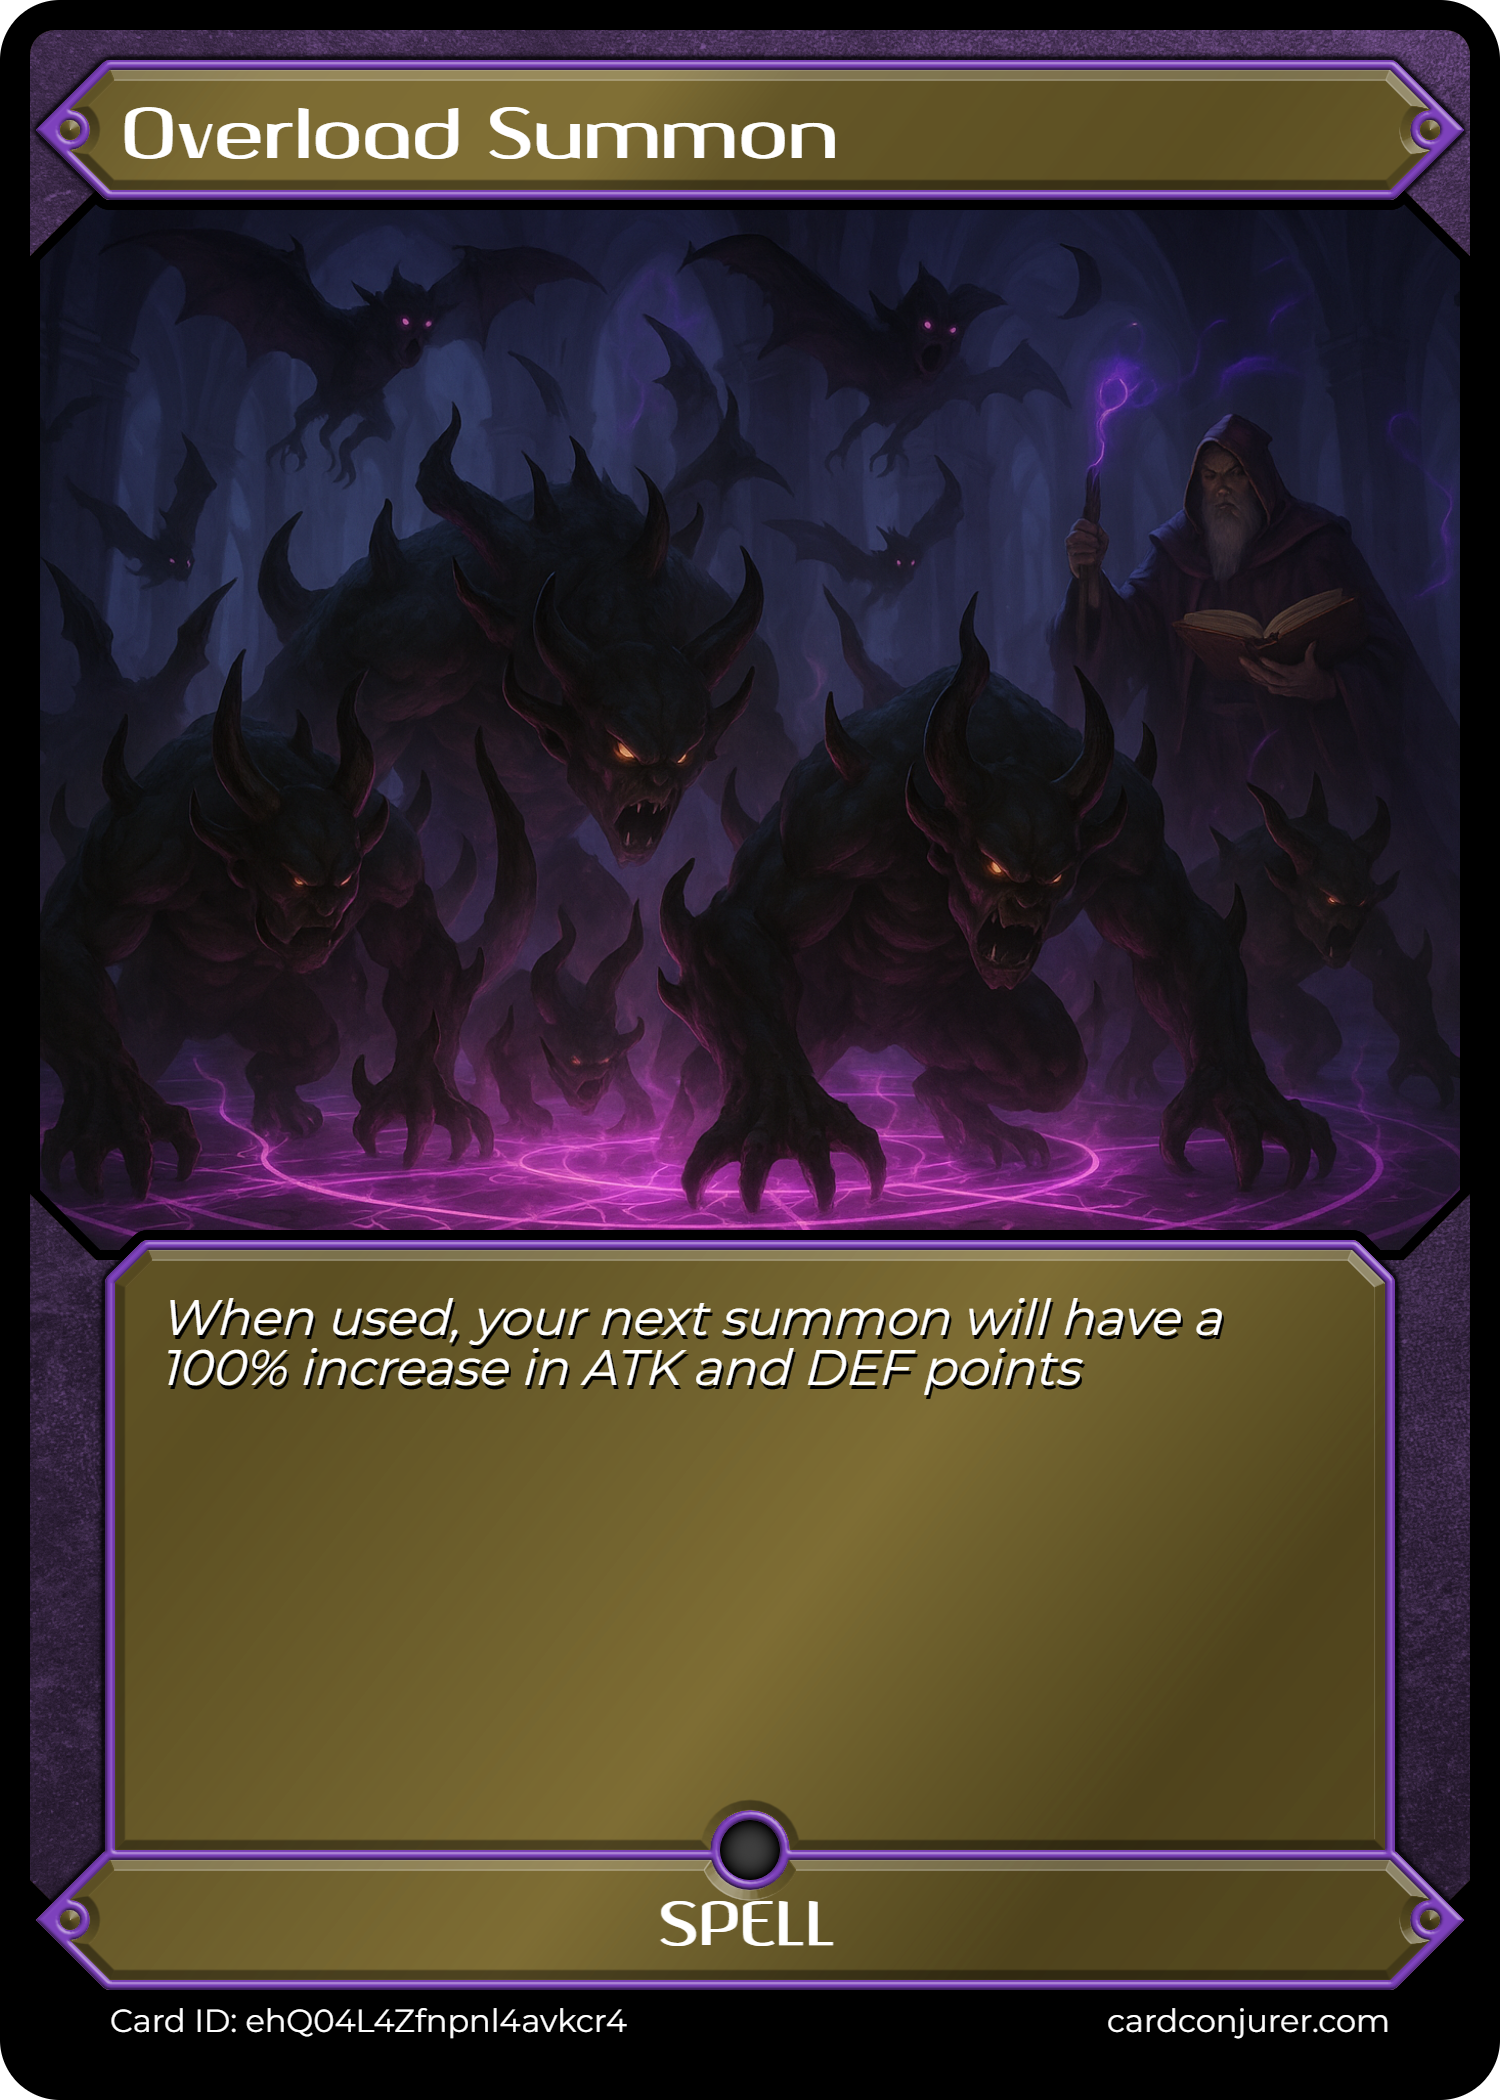 Overload Summon
When used, your next summon will have a
100% increase in ATK and DEF points
SPELL
Card ID: ehQ04L4Zfnpnl4avkcr4
cardconjurer.com